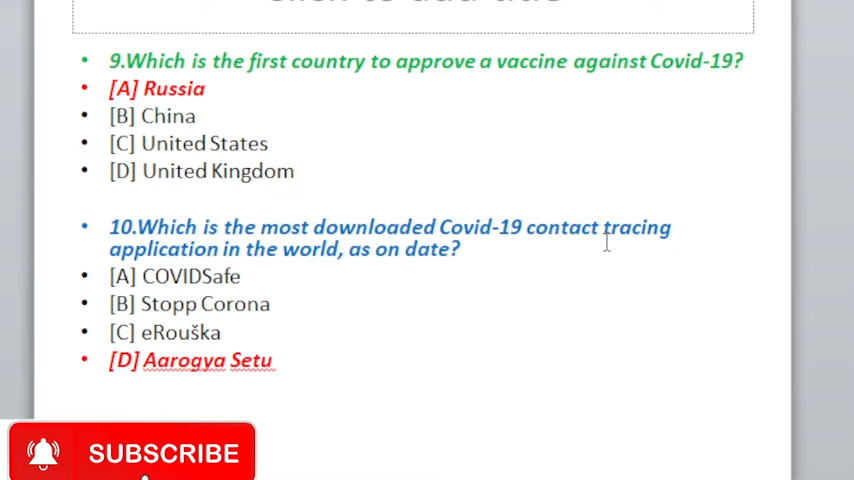 9.Which is the first country to approve a vaccine against Covid-19?
[A] Russia
[B] China
[C] United States
[D] United Kingdom
10.Which is the most downloaded Covid-19 contact tracing
application in the world, as on date?
[A] COVIDSafe
[B] Stopp Corona
[C] eRouška
[D] Aarogya Setu
SUBSCRIBE